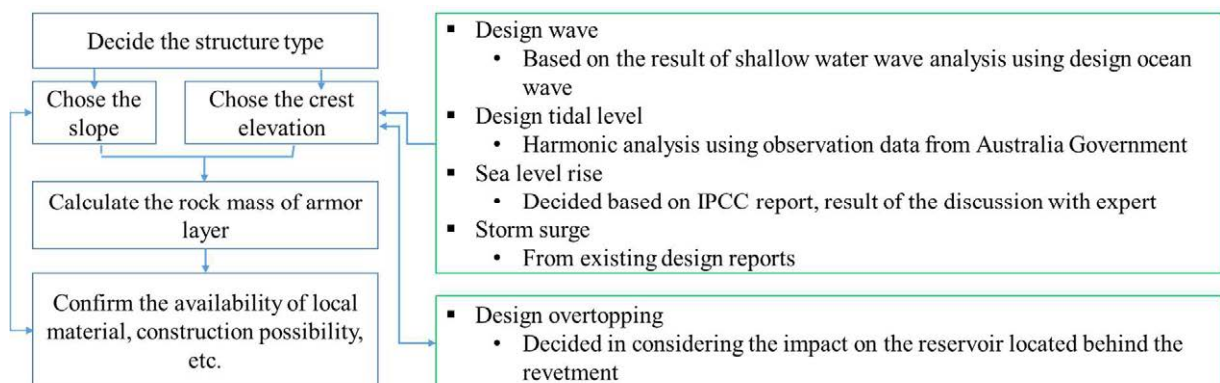 Decide the structure type
Chose the
slope
Chose the crest
elevation
Calculate the rock mass of armor
layer
Confirm the availability of local
material, construction possibility,
etc.
▪ Design wave
• Based on the result of shallow water wave analysis using design ocean
wave
▪ Design tidal level
• Harmonic analysis using observation data from Australia Government
▪ Sea level rise
• Decided based on IPCC report, result of the discussion with expert
▪ Storm surge
• From existing design reports
▪ Design overtopping
• Decided in considering the impact on the reservoir located behind the
revetment